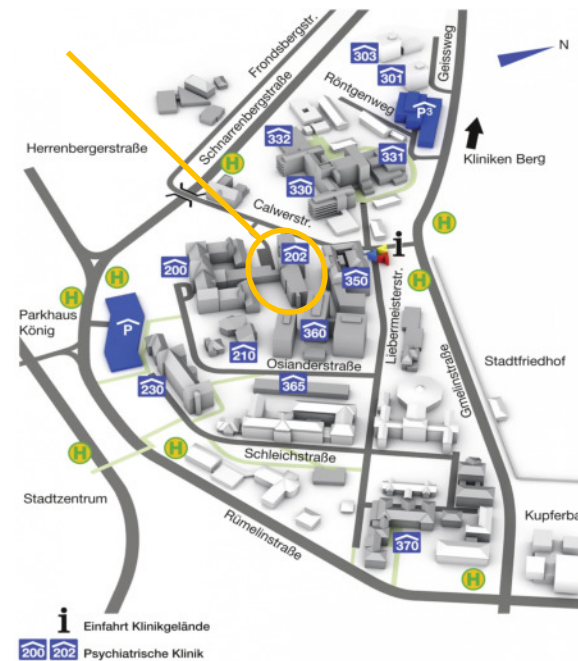 Frondsbergstr.
303
Geissweg
N
301
Röntgenweg
P3
Schnarrenbergstraße
332
331
Kliniken Berg
Herrenbergerstraße
H
330
Calwerstr.
H
i
202
200
350
H
H
H
Liebermeisterstr.
Parkhaus
König
P
360
210
Osianderstraße
Gmelinstraße
Stadtfriedhof
230
365
H
H
Schleichstraße
Stadtzentrum
Rümelinstraße
Kupferba
370
H
i Einfahrt Klinikgelände
200 202 Psychiatrische Klinik